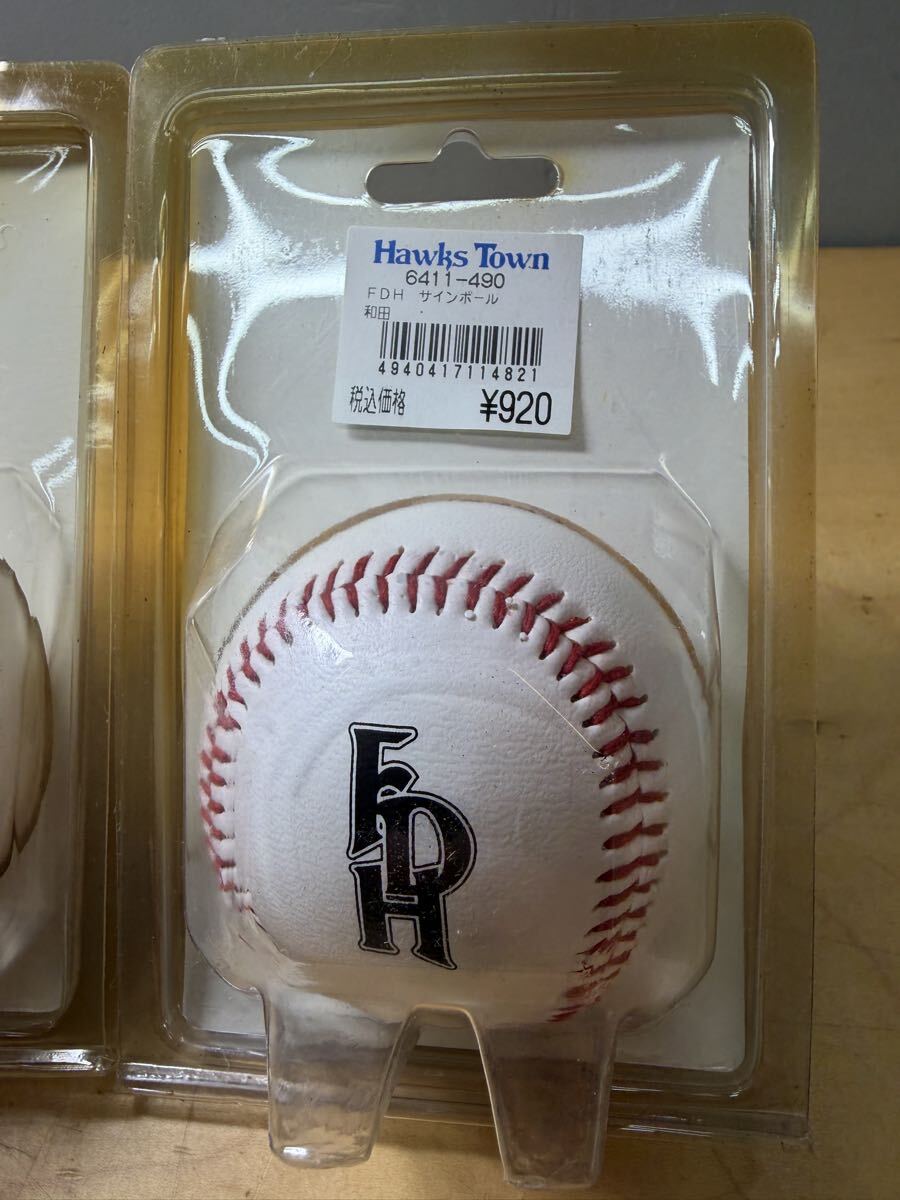 Hawks Town
6411-490
FDH サインボール
和田
4940417114821
税込価格 ¥920
FDH